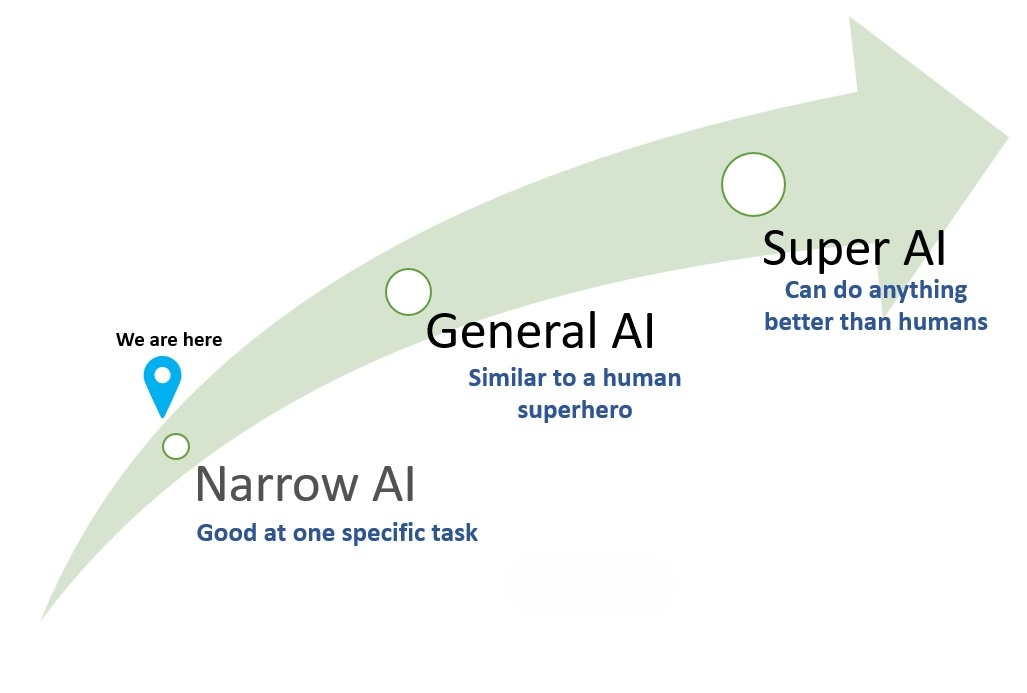 Super AI
Can do anything
better than humans
General AI
Similar to a human
superhero
We are here
Narrow AI
Good at one specific task